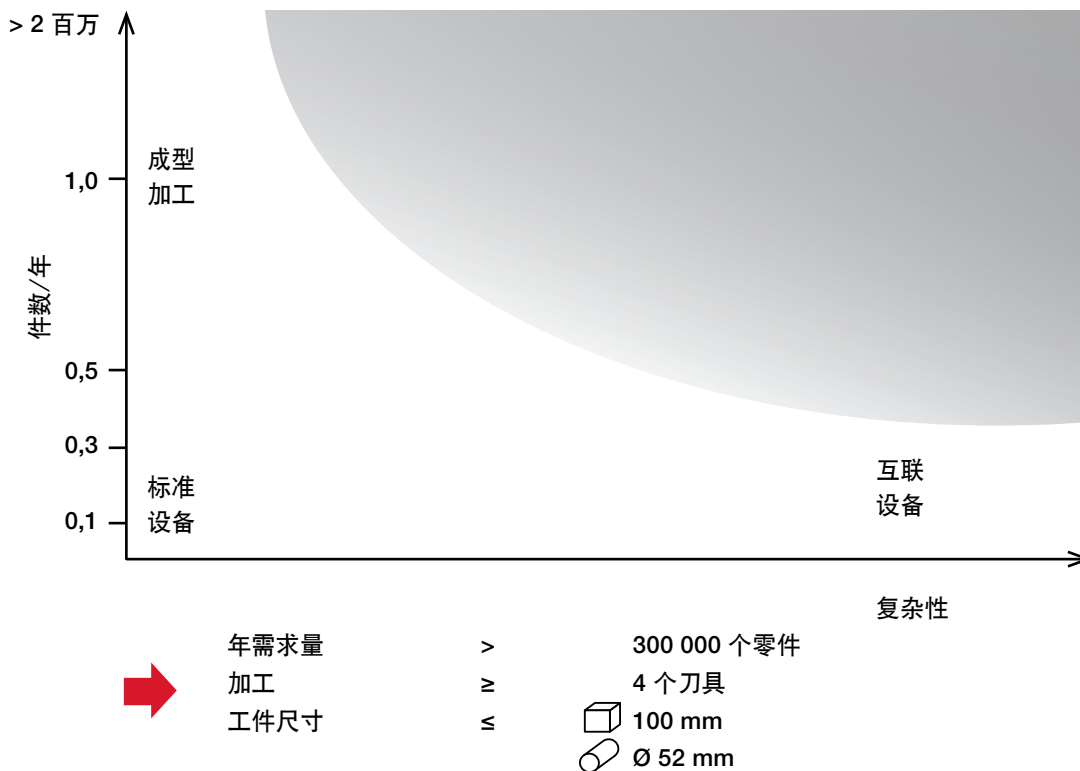 > 2 百万
成型
加工
1,0
件数/年
0,5
0,3
标准
设备
0,1
互联
设备
复杂性
年需求量 > 300 000 个零件
加工 ≥ 4 个刀具
工件尺寸 ≤ 100 mm
Ø 52 mm